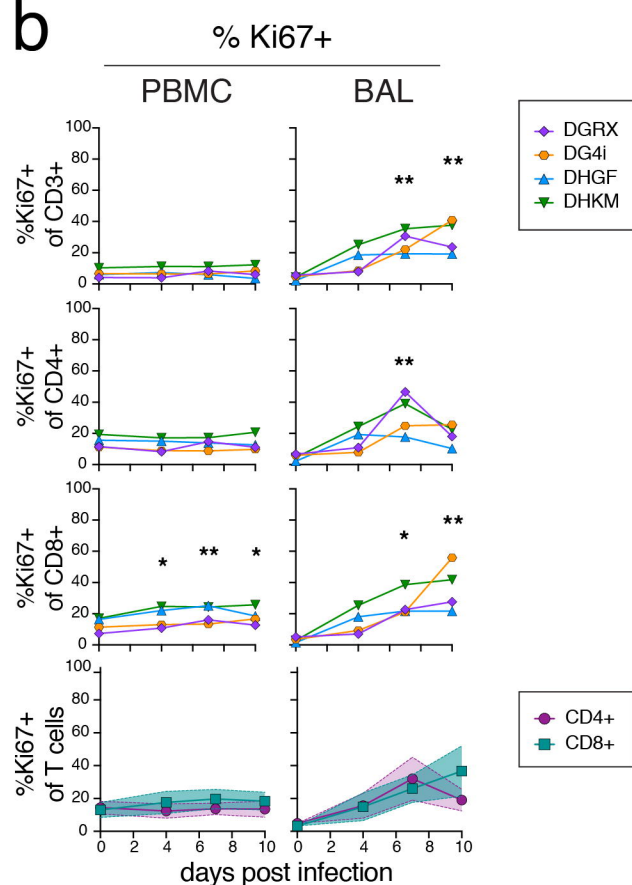 b
% Ki67+
PBMC
BAL
DGRX
DG4i
DHGF
DHKM
%Ki67+
of CD3+
100
80
60
40
20
0
**
**
%Ki67+
of CD4+
100
80
60
40
20
0
**
%Ki67+
of CD8+
100
80
60
40
20
0
*
**
*
*
**
%Ki67+
of T cells
100
80
60
40
20
0
0 2 4 6 8 10
0 2 4 6 8 10
CD4+
CD8+
days post infection